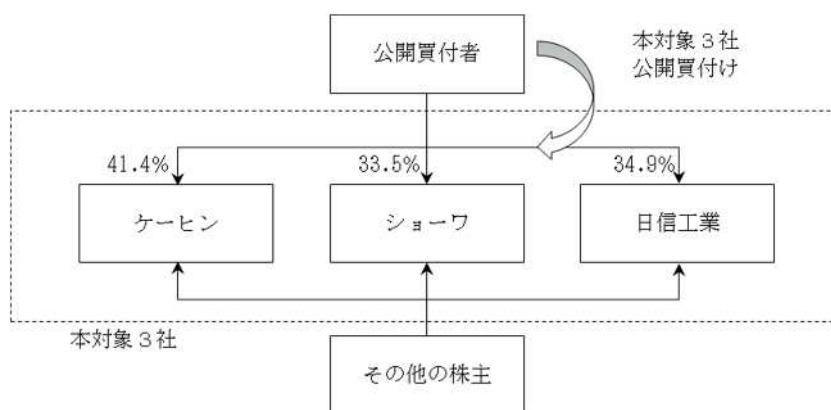 公開買付者
本対象３社
公開買付け
41.4%
33.5%
34.9%
ケーヒン
ショーワ
日信工業
本対象３社
その他の株主